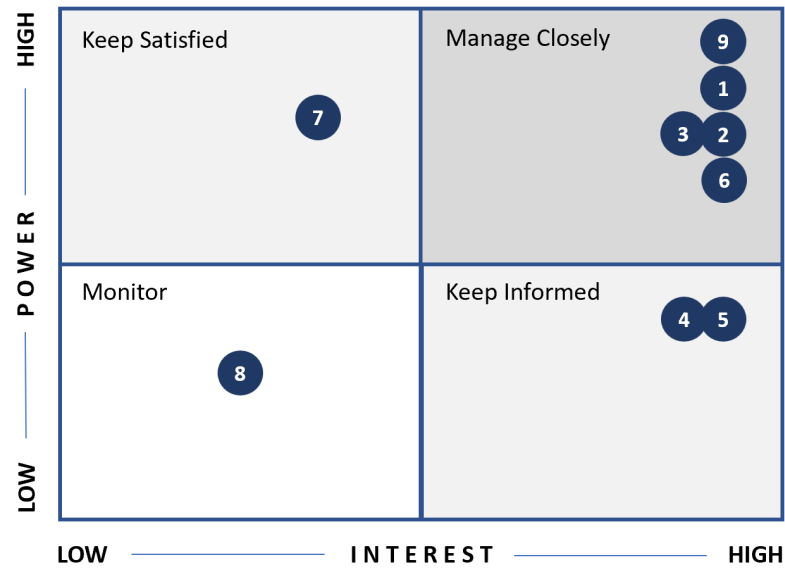 HIGH
POWER
LOW
Keep Satisfied
7
Manage Closely
9
1
3 2
6
Monitor
8
Keep Informed
4 5
LOW INTEREST HIGH